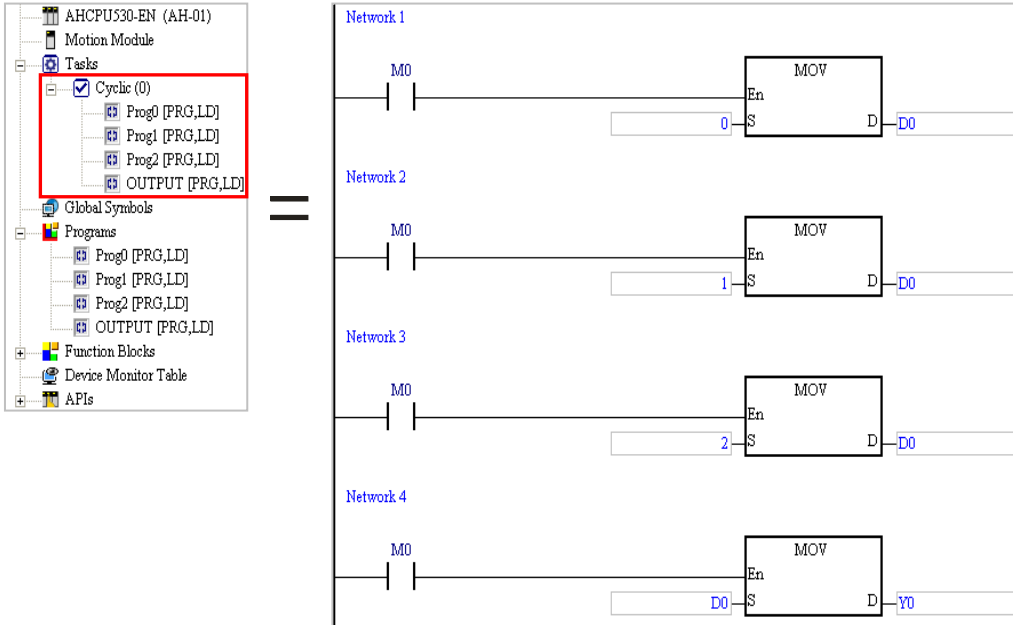 AHCPU530-EN (AH-01)
Motion Module
Tasks
Cyclic (0)
Prog0 [PRG,LD]
Prog1 [PRG,LD]
Prog2 [PRG,LD]
OUTPUT [PRG,LD]
Global Symbols
Programs
Prog0 [PRG,LD]
Prog1 [PRG,LD]
Prog2 [PRG,LD]
OUTPUT [PRG,LD]
Function Blocks
Device Monitor Table
APIs
=
Network 1
M0
MOV
En
0 S D D0
Network 2
M0
MOV
En
1 S D D0
Network 3
M0
MOV
En
2 S D D0
Network 4
M0
MOV
En
D0 S D Y0